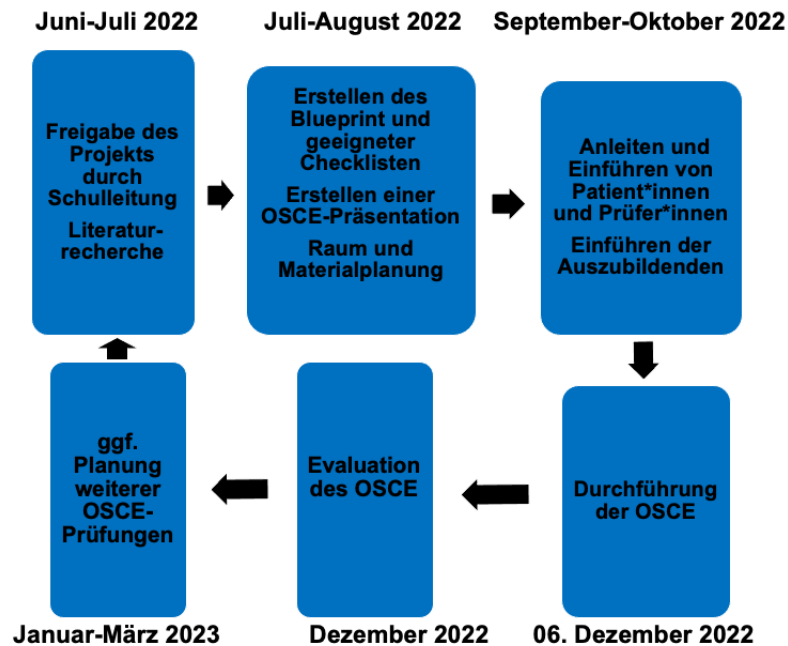 Juni-Juli 2022
Freigabe des
Projekts
durch
Schulleitung
Literatur-
recherche
Juli-August 2022
Erstellen des
Blueprint und
geeigneter
Checklisten
Erstellen einer
OSCE-Präsentation
Raum und
Materialplanung
September-Oktober 2022
Anleiten und
Einführen von
Patient*innen
und Prüfer*innen
Einführen der
Auszubildenden
Durchführung
der OSCE
06. Dezember 2022
Evaluation
des OSCE
Dezember 2022
ggf.
Planung
weiterer
OSCE-
Prüfungen
Januar-März 2023